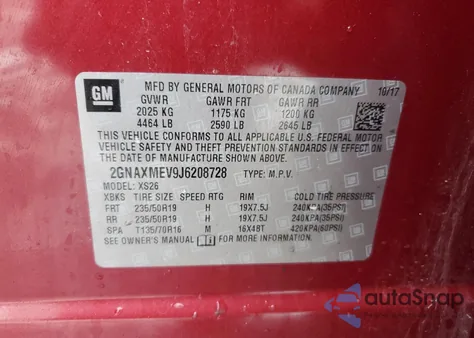 GM
MFD BY GENERAL MOTORS OF CANADA COMPANY 10/17
GVWR GAWR FRT GAWR RR
2025 KG 1175 KG 1200 KG
4464 LB 2590 LB 2645 LB
THIS VEHICLE CONFORMS TO ALL APPLICABLE U.S. FEDERAL MOTOR
VEHICLE SAFETY, BUMPER, AND THEFT PREVENTION STANDARDS
IN EFFECT ON THE DATE OF MANUFACTURE SHOWN ABOVE.
2GNAXMEV9J6208728 TYPE: M.P.V.
MODEL: XS26
XBKS TIRE SIZE SPEED RTG RIM COLD TIRE PRESSURE
FRT 235/50R19 H 19X7.5J 240KPA(35PSI)
RR 235/50R19 H 19X7.5J 240KPA(35PSI)
SPA T135/70R16 M 16X4BT 420KPA(60PSI)
SEE OWNER'S MANUAL FOR MORE INFORMATION.
autoSnap